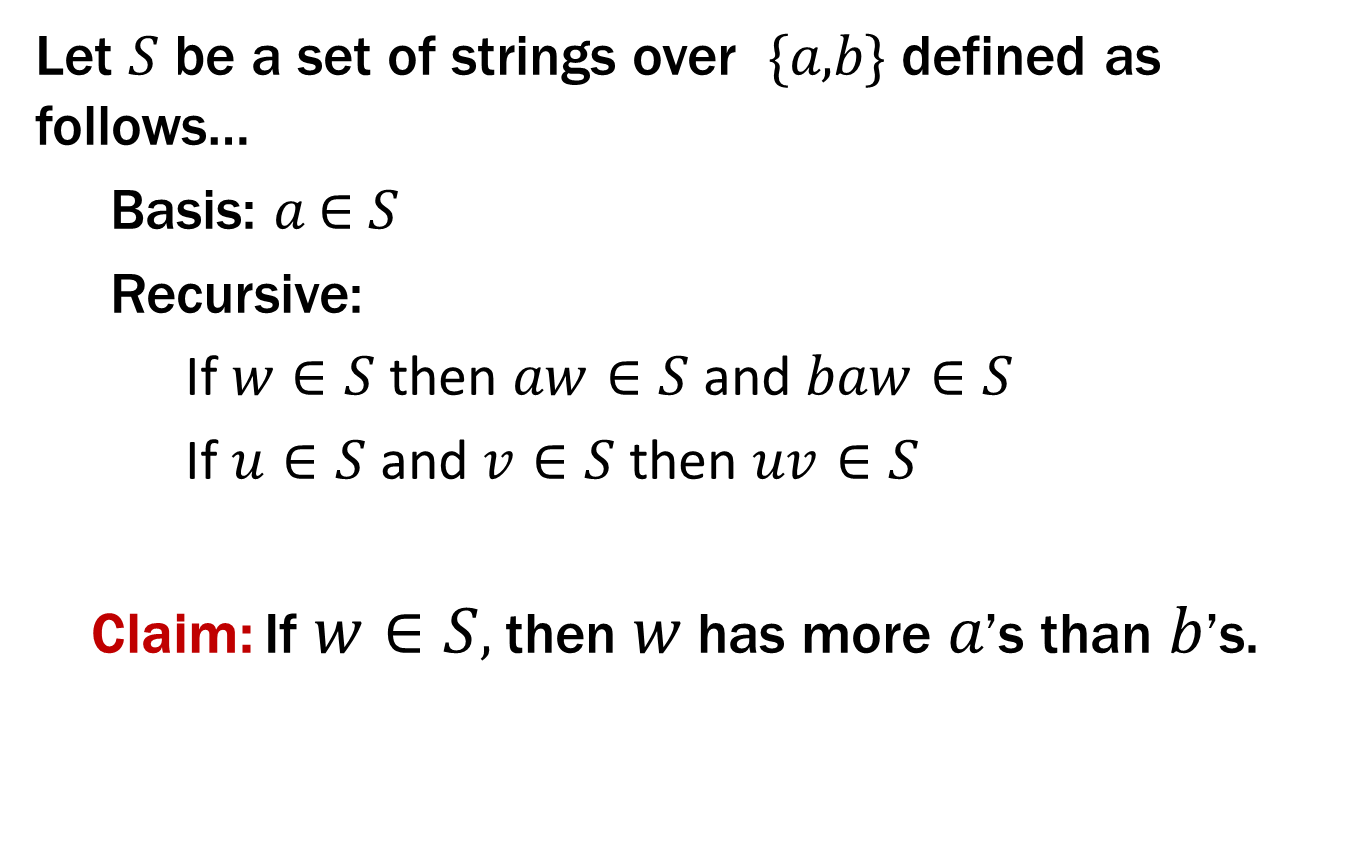 Let 𝑆 be a set of strings over {𝑎,𝑏} defined as
follows…
Basis: 𝑎 ∈ 𝑆
Recursive:
If 𝑤 ∈ 𝑆 then 𝑎𝑤 ∈ 𝑆 and 𝑏𝑎𝑤 ∈ 𝑆
If 𝑢 ∈ 𝑆 and 𝑣 ∈ 𝑆 then 𝑢𝑣 ∈ 𝑆
Claim: If 𝑤 ∈ 𝑆, then 𝑤 has more 𝑎’s than 𝑏’s.